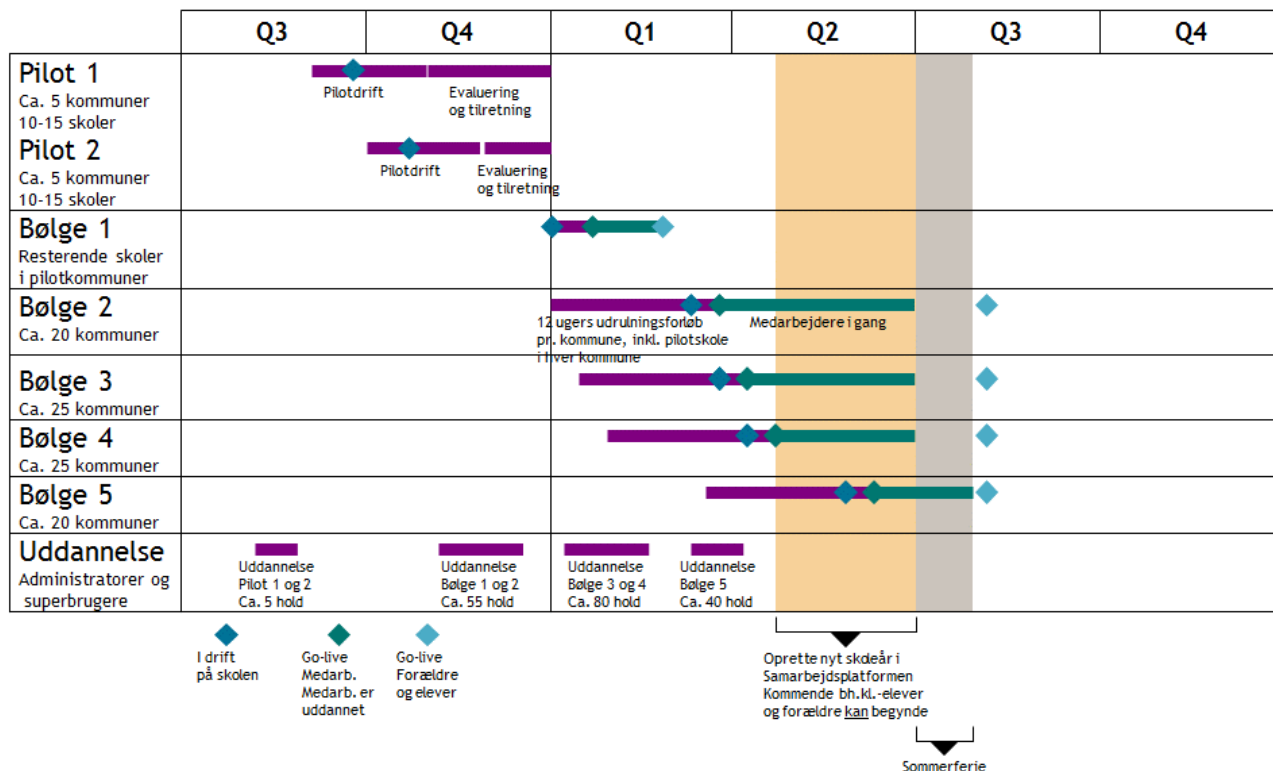 Q3 Q4 Q1 Q2 Q3 Q4
Pilot 1
Ca. 5 kommuner
10-15 skoler
Pilotdrift
Evaluering
og tilretning
Pilot 2
Ca. 5 kommuner
10-15 skoler
Pilotdrift
Evaluering
og tilretning
Bølge 1
Resterende skoler
i pilotkommuner
Bølge 2
Ca. 20 kommuner
12 ugers udrulningsforløb
pr. kommune, inkl. pilotskole
i hver kommune
Medarbejdere i gang
Bølge 3
Ca. 25 kommuner
Bølge 4
Ca. 25 kommuner
Bølge 5
Ca. 20 kommuner
Uddannelse
Administratorer og
superbrugere
Uddannelse
Pilot 1 og 2
Ca. 5 hold
Uddannelse
Bølge 1 og 2
Ca. 55 hold
Uddannelse
Bølge 3 og 4
Ca. 80 hold
Uddannelse
Bølge 5
Ca. 40 hold
I drift
på skolen
Go-live
Medarb.
Medarb. er
uddannet
Go-live
Forældre
og elever
Oprette nyt skoleår i
Samarbejdsplatformen
Kommende bh.kl.-elever
og forældre kan begynde
Sommerferie